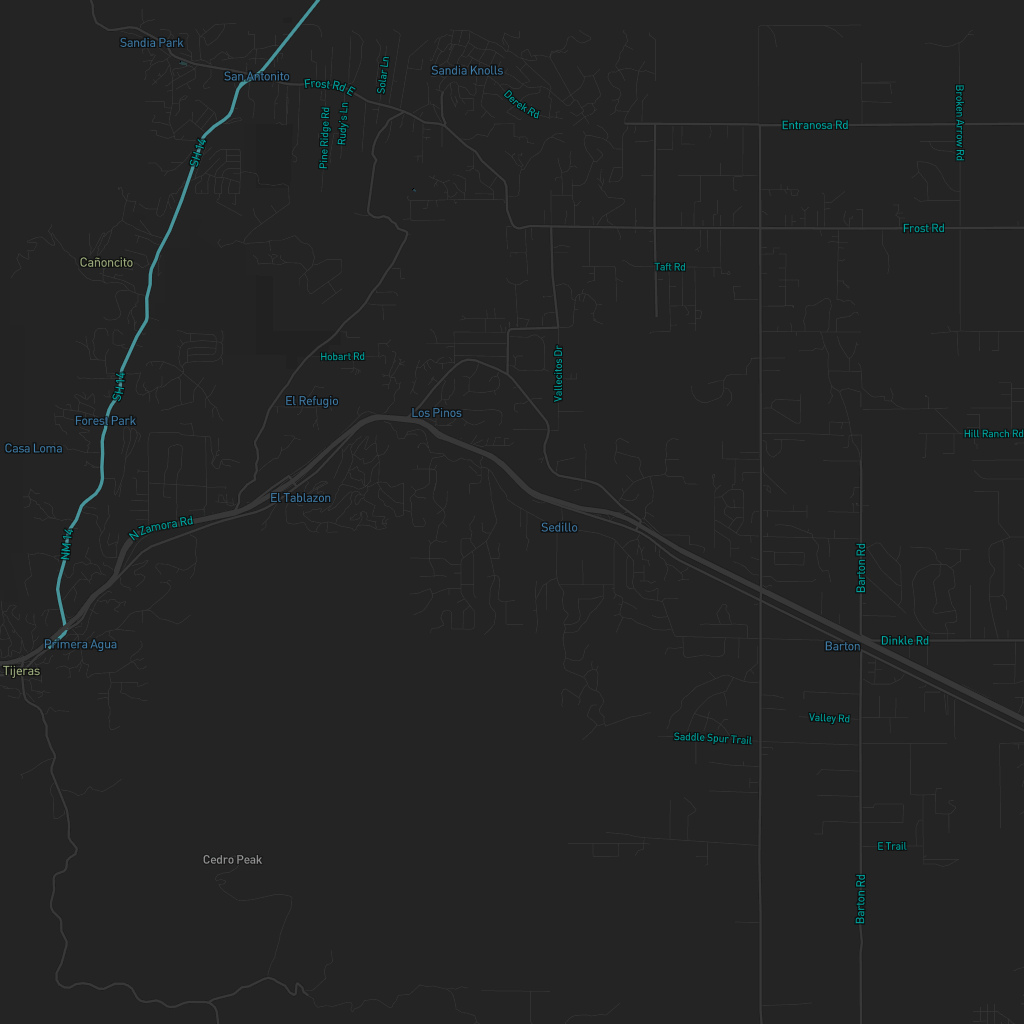 Sandia Park
San Antonito
Frost Rd E
Solar Ln
Sandia Knolls
Derek Rd
Pine Ridge Rd
Rudy's Ln
Entranosa Rd
Broken Arrow Rd
SH 14
Cañoncito
Frost Rd
Taft Rd
Hobart Rd
Vallecitos Dr
SH 14
El Refugio
Forest Park
Los Pinos
Hill Ranch Rd
Casa Loma
El Tablazon
N Zamora Rd
Sedillo
NM 14
Barton Rd
Primera Agua
Dinkle Rd
Barton
Tijeras
Valley Rd
Saddle Spur Trail
E Trail
Cedro Peak
Barton Rd